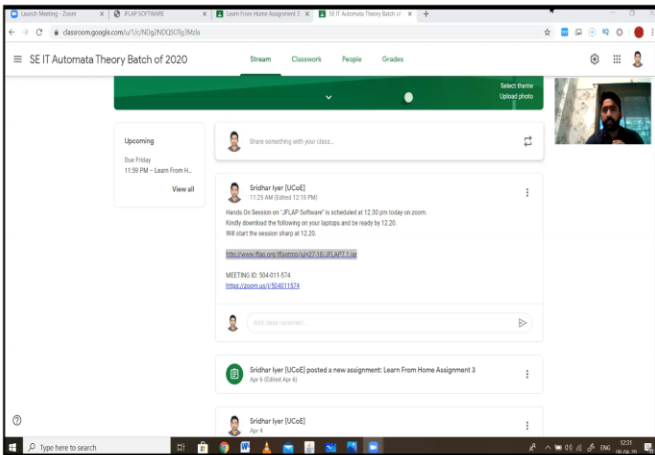 Launch Meeting - Zoom
JFLAP SOFTWARE
Learn From Home Assignment 3
SE IT Automata Theory Batch of
classroom.google.com/u/1/c/
SE IT Automata Theory Batch of 2020
Stream
Classwork
People
Grades
Select theme
Upload photo
Upcoming
Due Friday
11:59 PM – Learn From H...
View all
Share something with your class...
Sridhar Iyer [UCoE]
11:25 AM (Edited 12:15 PM)
Hands On Session on "JFLAP Software" is scheduled at 12.30 pm today on zoom.
Kindly download the following on your laptops and be ready by 12.20.
Will start the session sharp at 12.20.
MEETING ID: 504-011-574
https://zoom.us/j/504011574
Add class comment...
Sridhar Iyer [UCoE] posted a new assignment: Learn From Home Assignment 3
Apr 6 (Edited Apr 6)
Sridhar Iyer [UCoE]
Apr 4
Type here to search
ENG
12:31